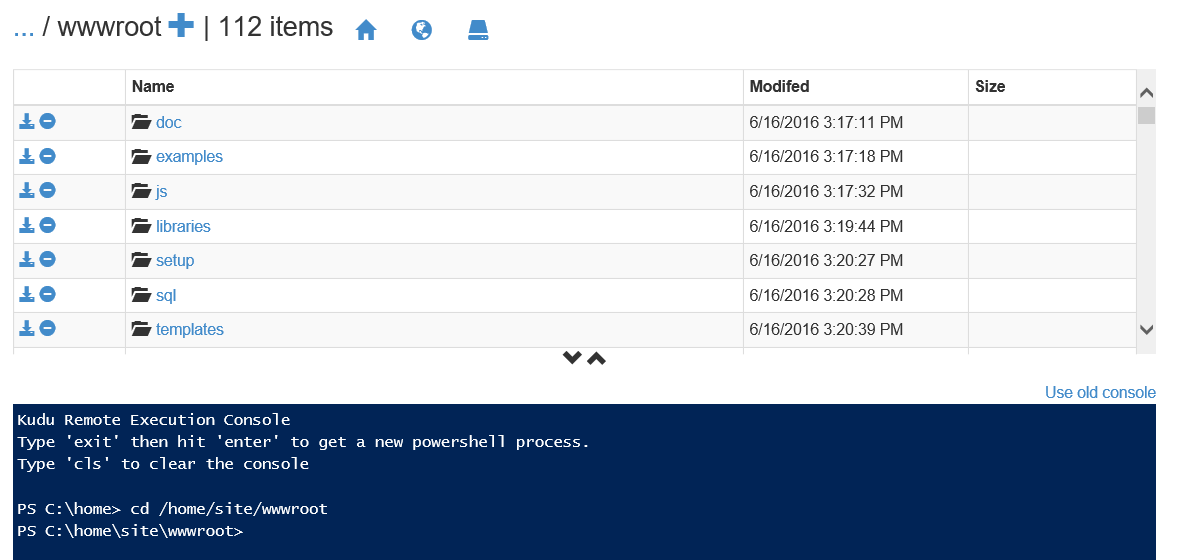 ... / wwwroot + | 112 items
Name Modifed Size
doc 6/16/2016 3:17:11 PM
examples 6/16/2016 3:17:18 PM
js 6/16/2016 3:17:32 PM
libraries 6/16/2016 3:19:44 PM
setup 6/16/2016 3:20:27 PM
sql 6/16/2016 3:20:28 PM
templates 6/16/2016 3:20:39 PM
Use old console
Kudu Remote Execution Console
Type 'exit' then hit 'enter' to get a new powershell process.
Type 'cls' to clear the console
PS C:\home> cd /home/site/wwwroot
PS C:\home\site\wwwroot>